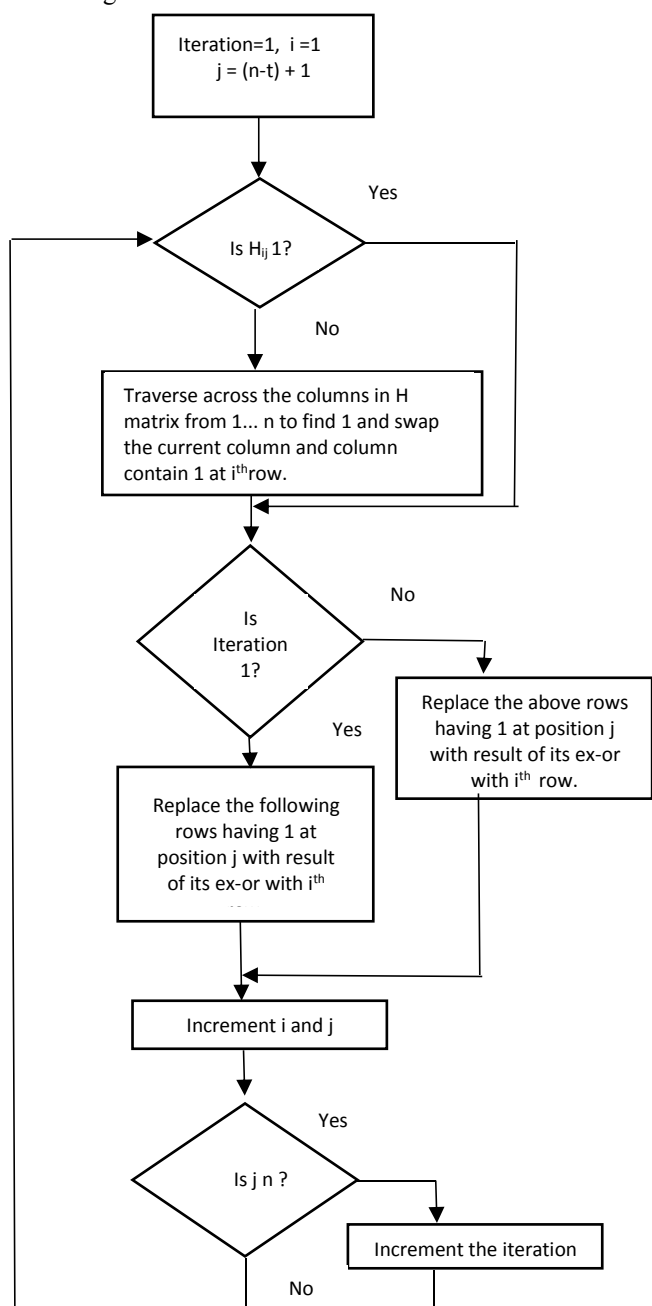 Iteration=1, i =1
j = (n-t) + 1
Yes
Is Hij 1?
No
Traverse across the columns in H
matrix from 1... n to find 1 and swap
the current column and column
contain 1 at ith row.
No
Is
Iteration
1?
Yes
Replace the above rows
having 1 at position j
with result of its ex-or
with ith row.
Replace the following
rows having 1 at
position j with result
of its ex-or with ith
Increment i and j
Yes
Is j n ?
Increment the iteration
No